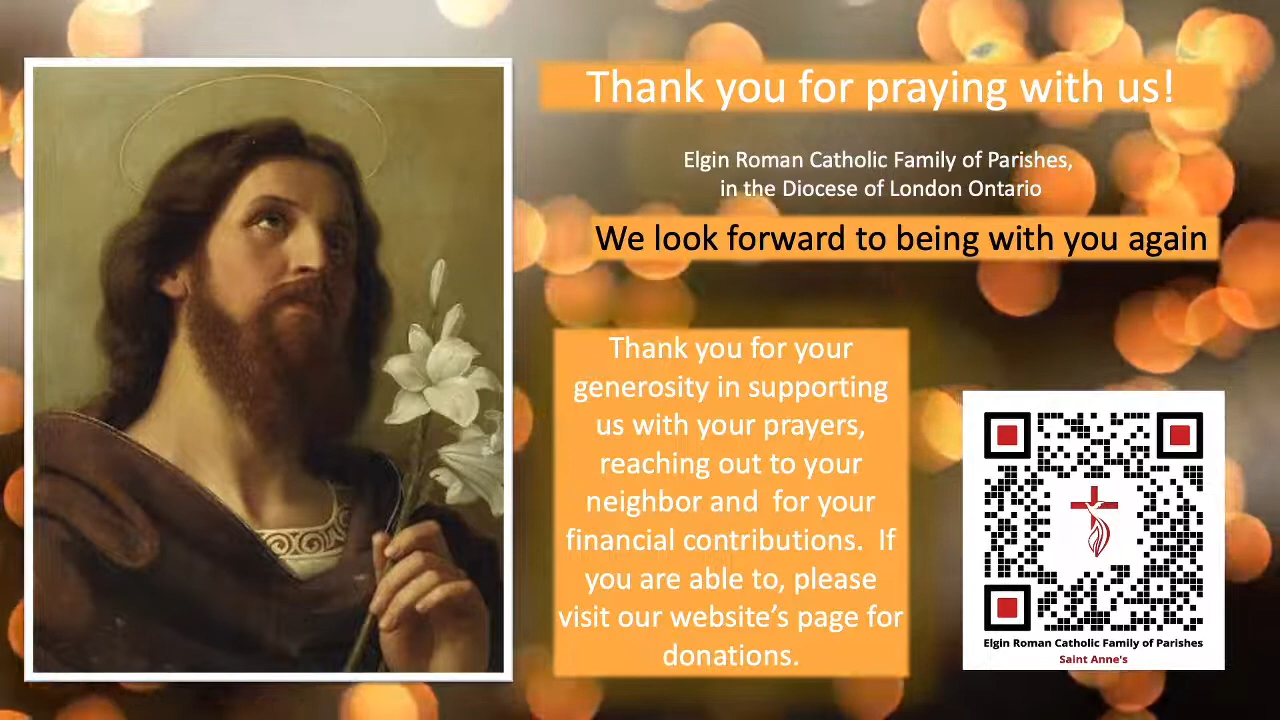 Thank you for praying with us!
Elgin Roman Catholic Family of Parishes,
in the Diocese of London Ontario
We look forward to being with you again
Thank you for your
generosity in supporting
us with your prayers,
reaching out to your
neighbor and  for your
financial contributions.  If
you are able to, please
visit our website’s page for
donations.
Elgin Roman Catholic Family of Parishes
Saint Anne's